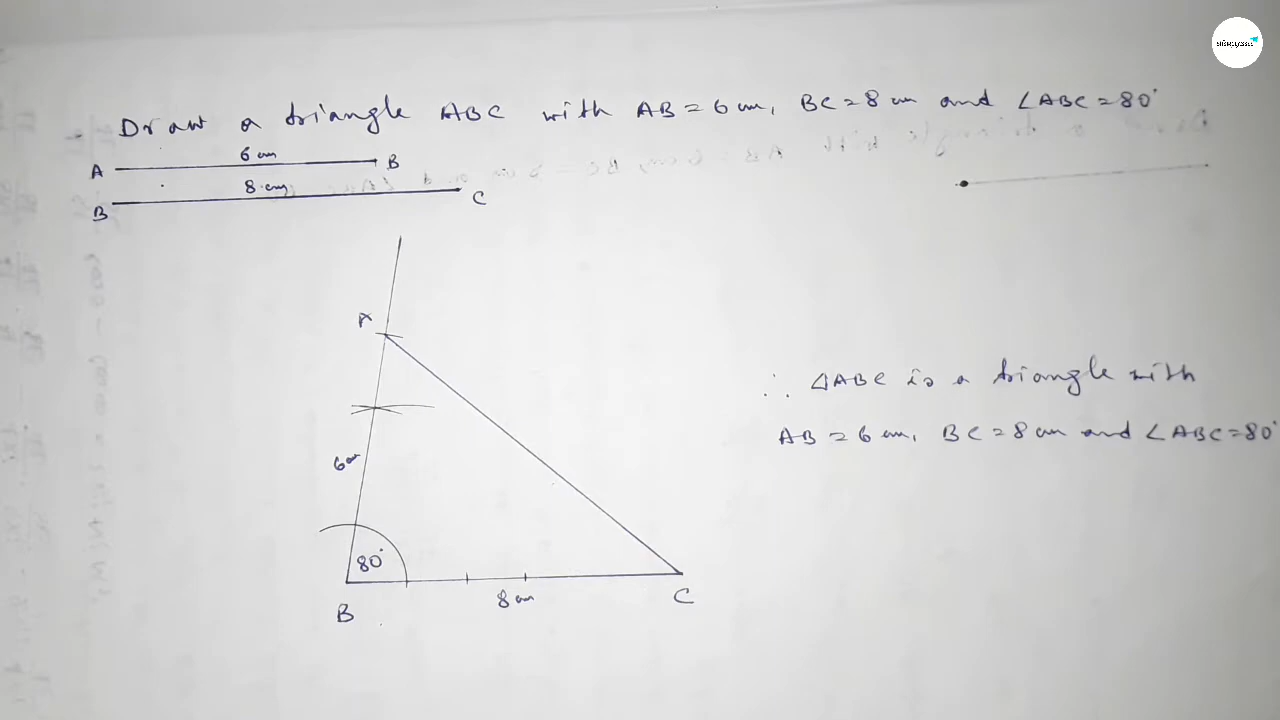 Draw a triangle ABC with AB = 6 cm, BC = 8 cm and ∠ABC = 80°
A 6 cm B
B 8 cm C
A
6 cm
80°
B 8 cm C
∴ △ABC is a triangle with
AB = 6 cm, BC = 8 cm and ∠ABC = 80°